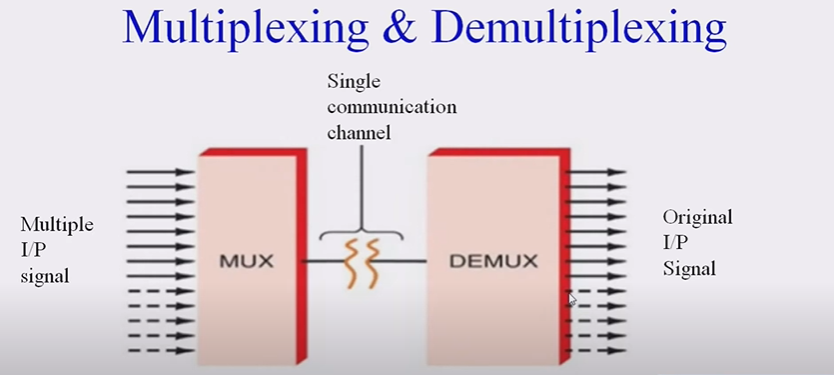 Multiplexing & Demultiplexing
Single
communication
channel
Multiple
I/P
signal
MUX
DEMUX
Original
I/P
Signal